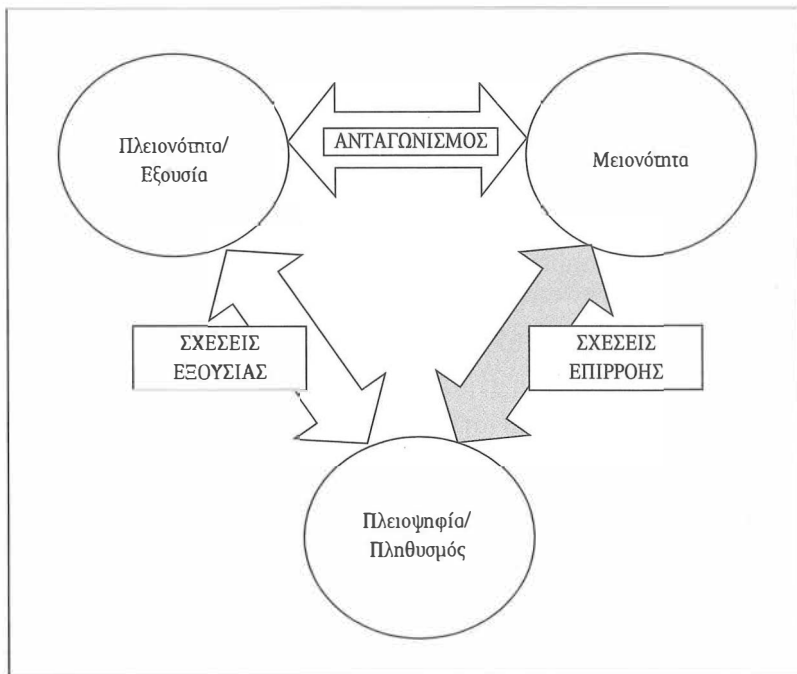 Πλειονότητα/
Εξουσία
ΑΝΤΑΓΩΝΙΣΜΟΣ
Μειονότητα
ΣΧΕΣΕΙΣ
ΕΞΟΥΣΙΑΣ
ΣΧΕΣΕΙΣ
ΕΠΙΡΡΟΗΣ
Πλειοψηφία/
Πληθυσμός